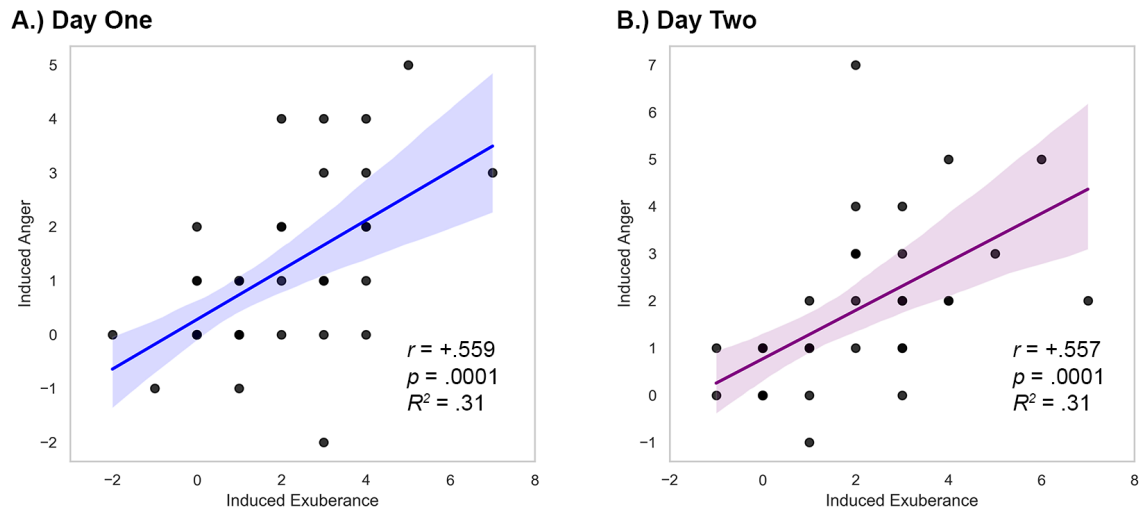 A.) Day One
5
4
3
2
1
0
−1
−2
Induced Anger
r = +.559
p = .0001
R² = .31
−2 0 2 4 6 8
Induced Exuberance
B.) Day Two
7
6
5
4
3
2
1
0
−1
Induced Anger
r = +.557
p = .0001
R² = .31
−2 0 2 4 6 8
Induced Exuberance